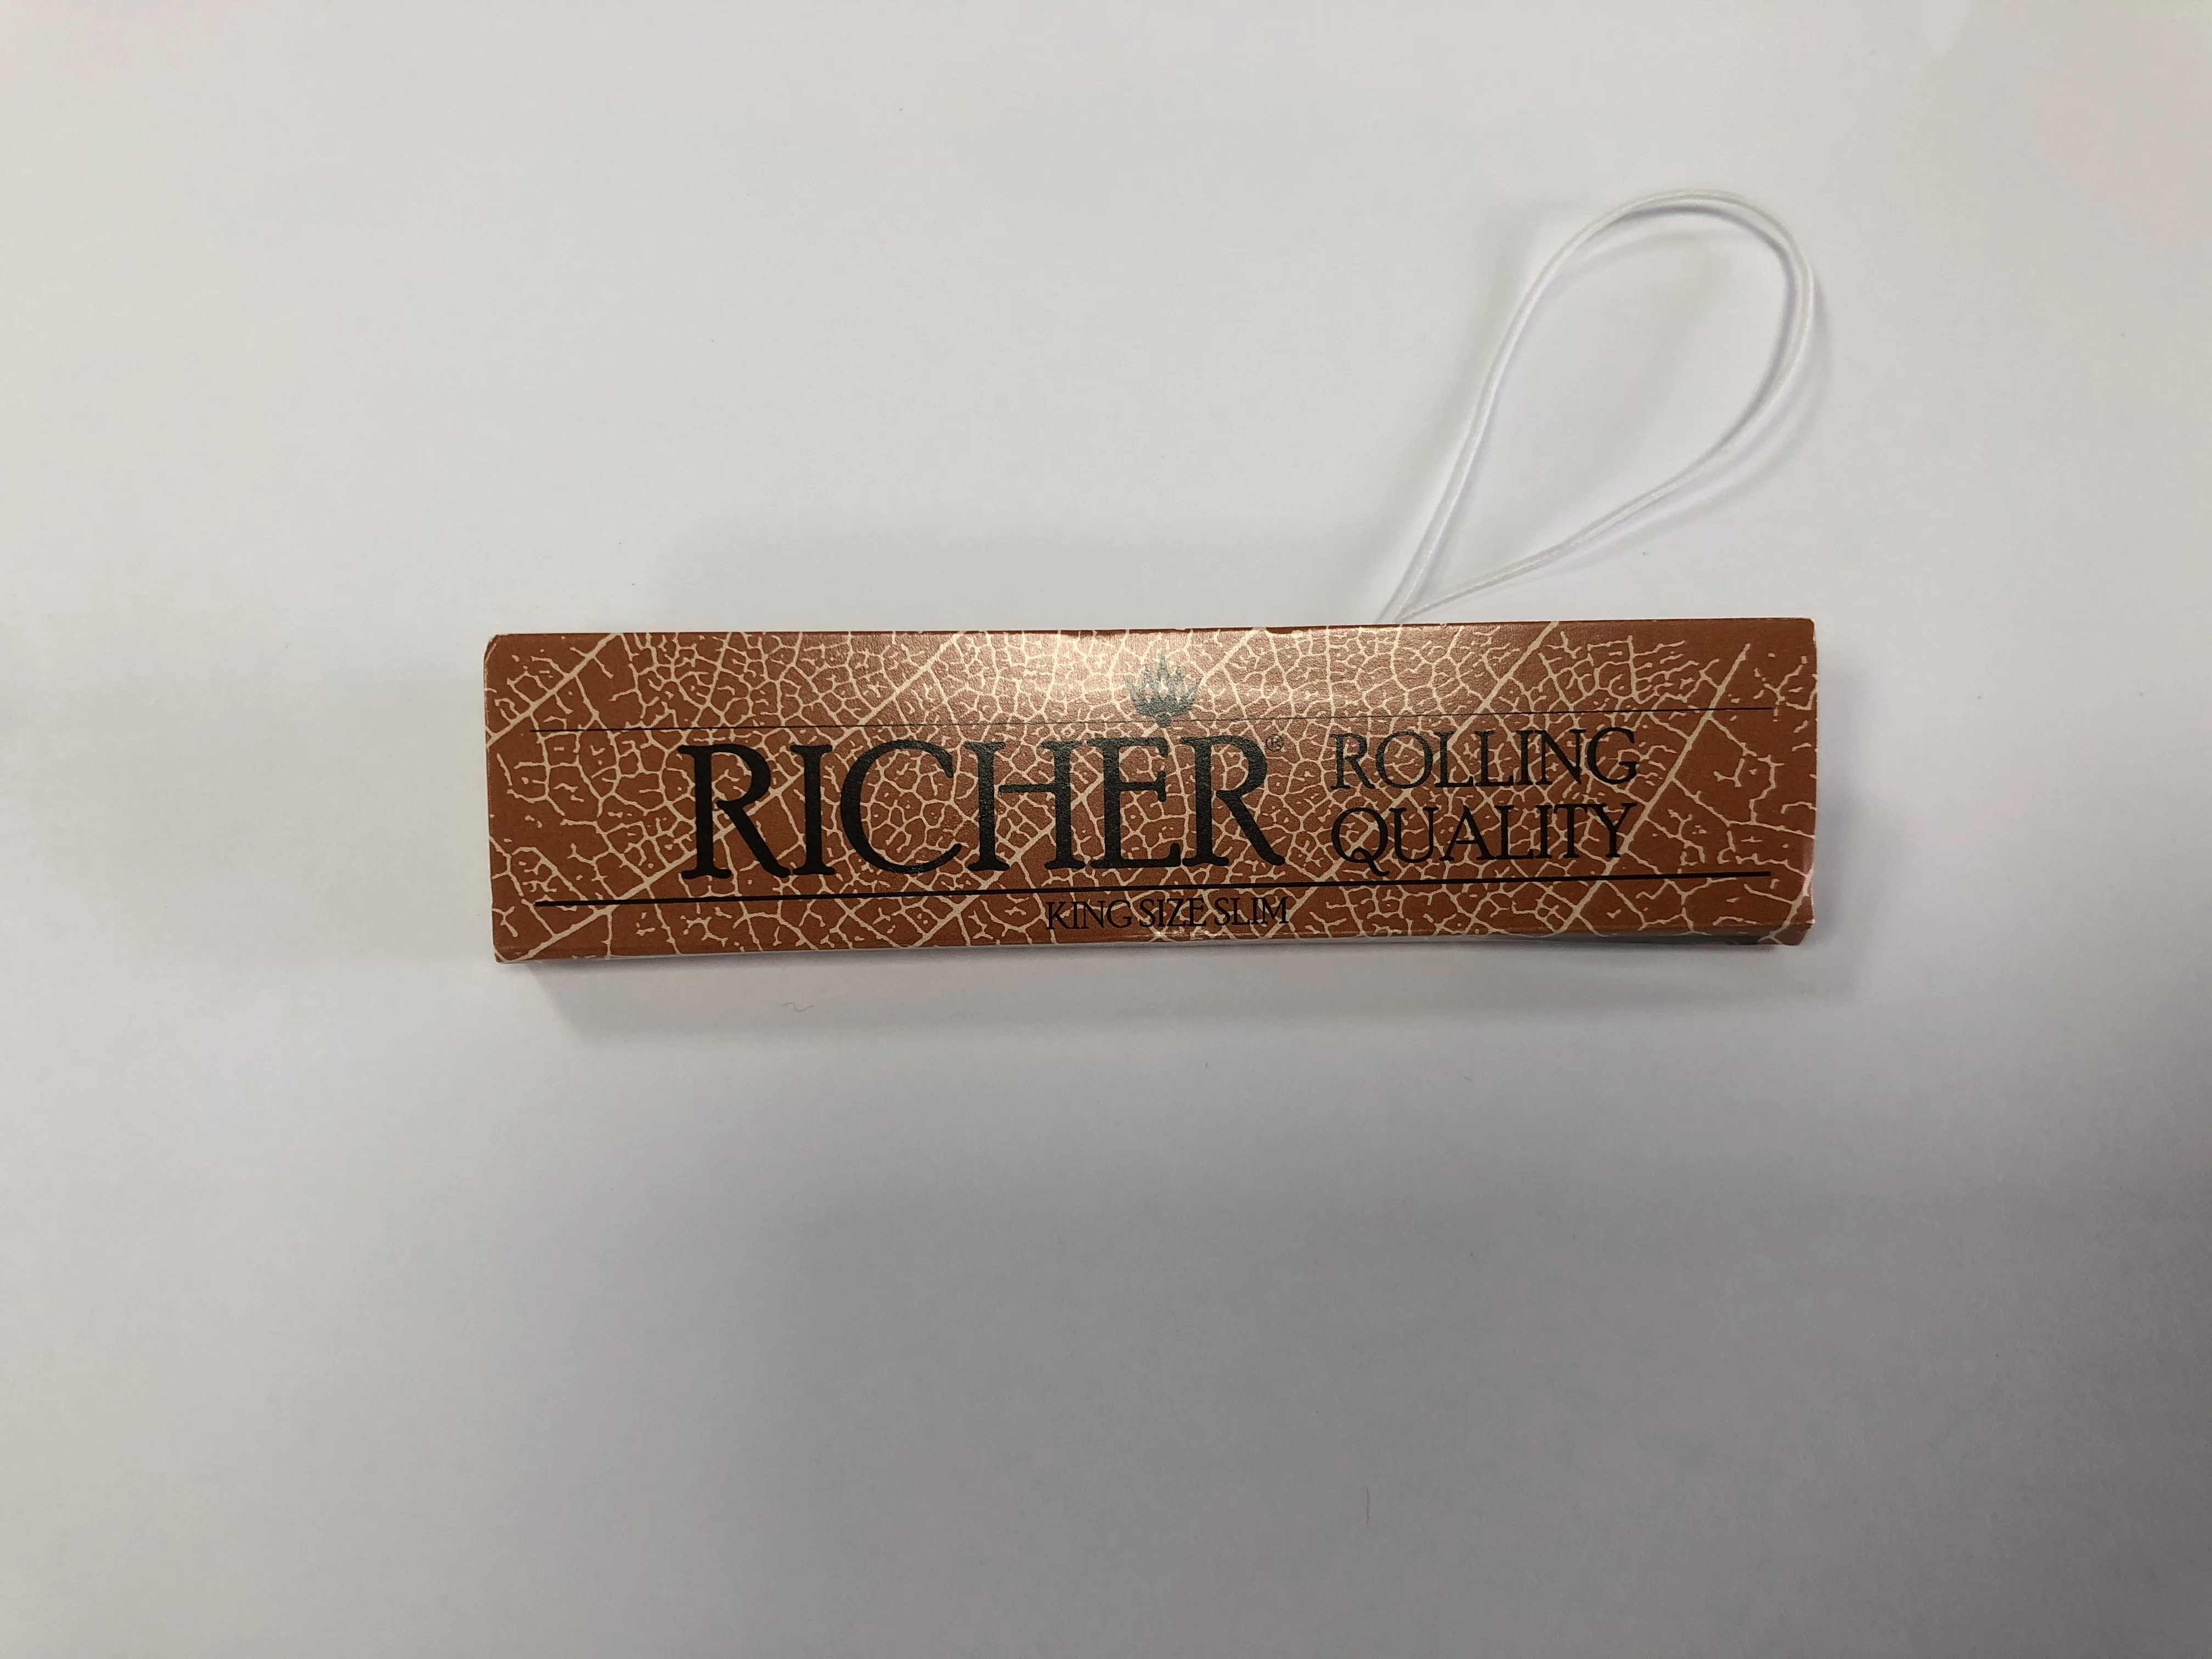 RICHER® ROLLING
QUALITY
KING SIZE SLIM